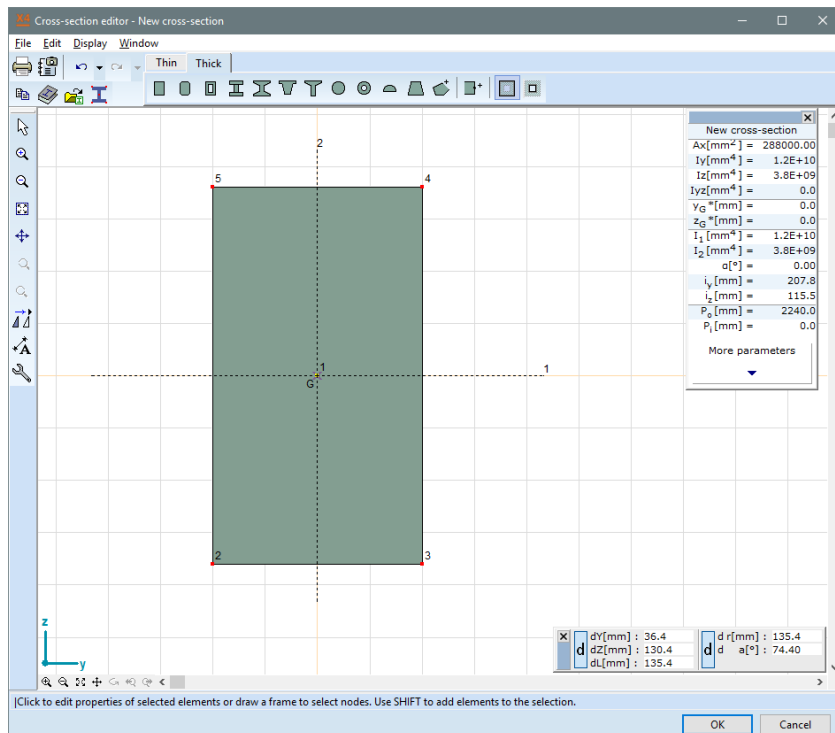 Cross-section editor - New cross-section
File Edit Display Window
Thin Thick
New cross-section
Ax[mm²] = 288000.00
Iy[mm⁴] = 1.2E+10
Iz[mm⁴] = 3.8E+09
Iyz[mm⁴] = 0.0
yG*[mm] = 0.0
zG*[mm] = 0.0
I1[mm⁴] = 1.2E+10
I2[mm⁴] = 3.8E+09
α[°] = 0.00
iy[mm] = 207.8
iz[mm] = 115.5
Po[mm] = 2240.0
Pi[mm] = 0.0
More parameters
2
5 4
1 1
G
2 3
z
y
dY[mm] : 36.4
dZ[mm] : 130.4
dL[mm] : 135.4
d
d r[mm] : 135.4
d a[°] : 74.40
d
Click to edit properties of selected elements or draw a frame to select nodes. Use SHIFT to add elements to the selection.
OK Cancel